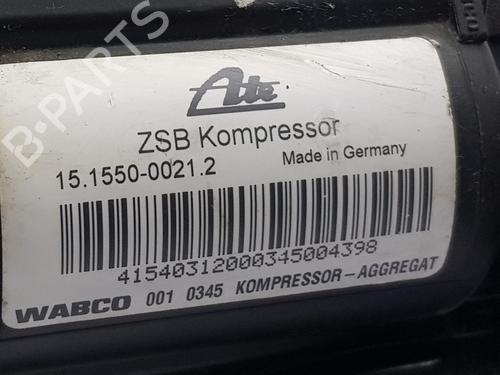 Ate
ZSB Kompressor
15.1550-0021.2
Made in Germany
41540312000345004398
WABCO 001 0345 KOMPRESSOR-AGGREGAT
B-PARTS